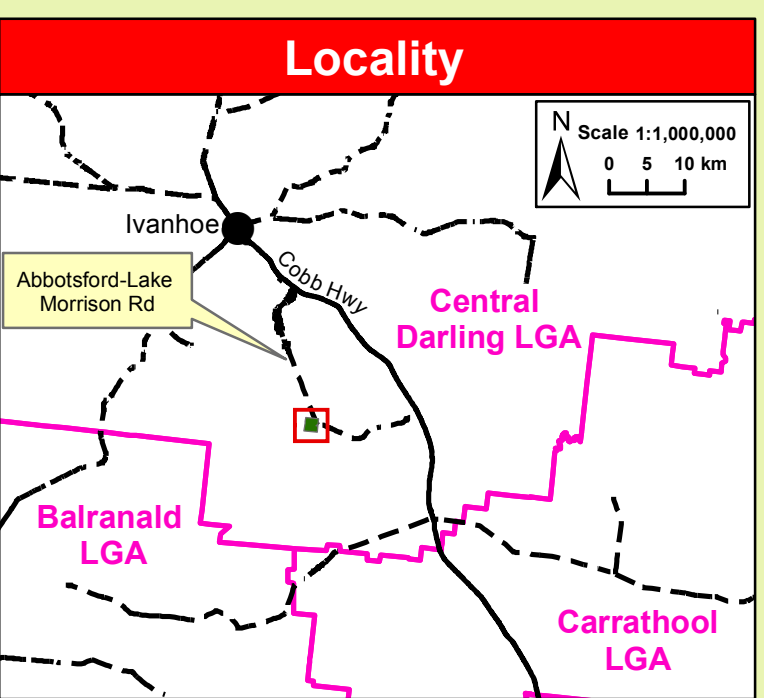 Locality
N
Scale 1:1,000,000
0 5 10 km
Ivanhoe
Cobb Hwy
Abbotsford-Lake
Morrison Rd
Central
Darling LGA
Balranald
LGA
Carrathool
LGA